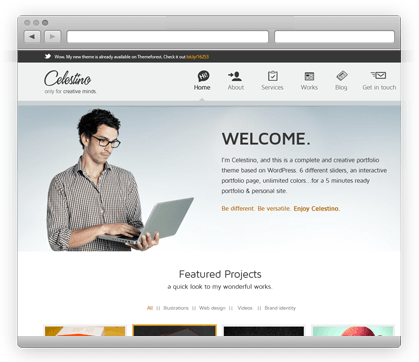 Wow. My new theme is already available on Themeforest. Check it out
Celestino
only for creative minds.
Hi!
Home About Services Works Blog Get in touch
WELCOME.
I'm Celestino, and this is a complete and creative portfolio
theme based on WordPress. 6 different sliders, an interactive
portfolio page, unlimited colors...for a 5 minutes ready
portfolio & personal site.
Be different. Be versatile. Enjoy Celestino.
Featured Projects
a quick look to my wonderful works.
All || Illustrations || Web design || Videos || Brand identity